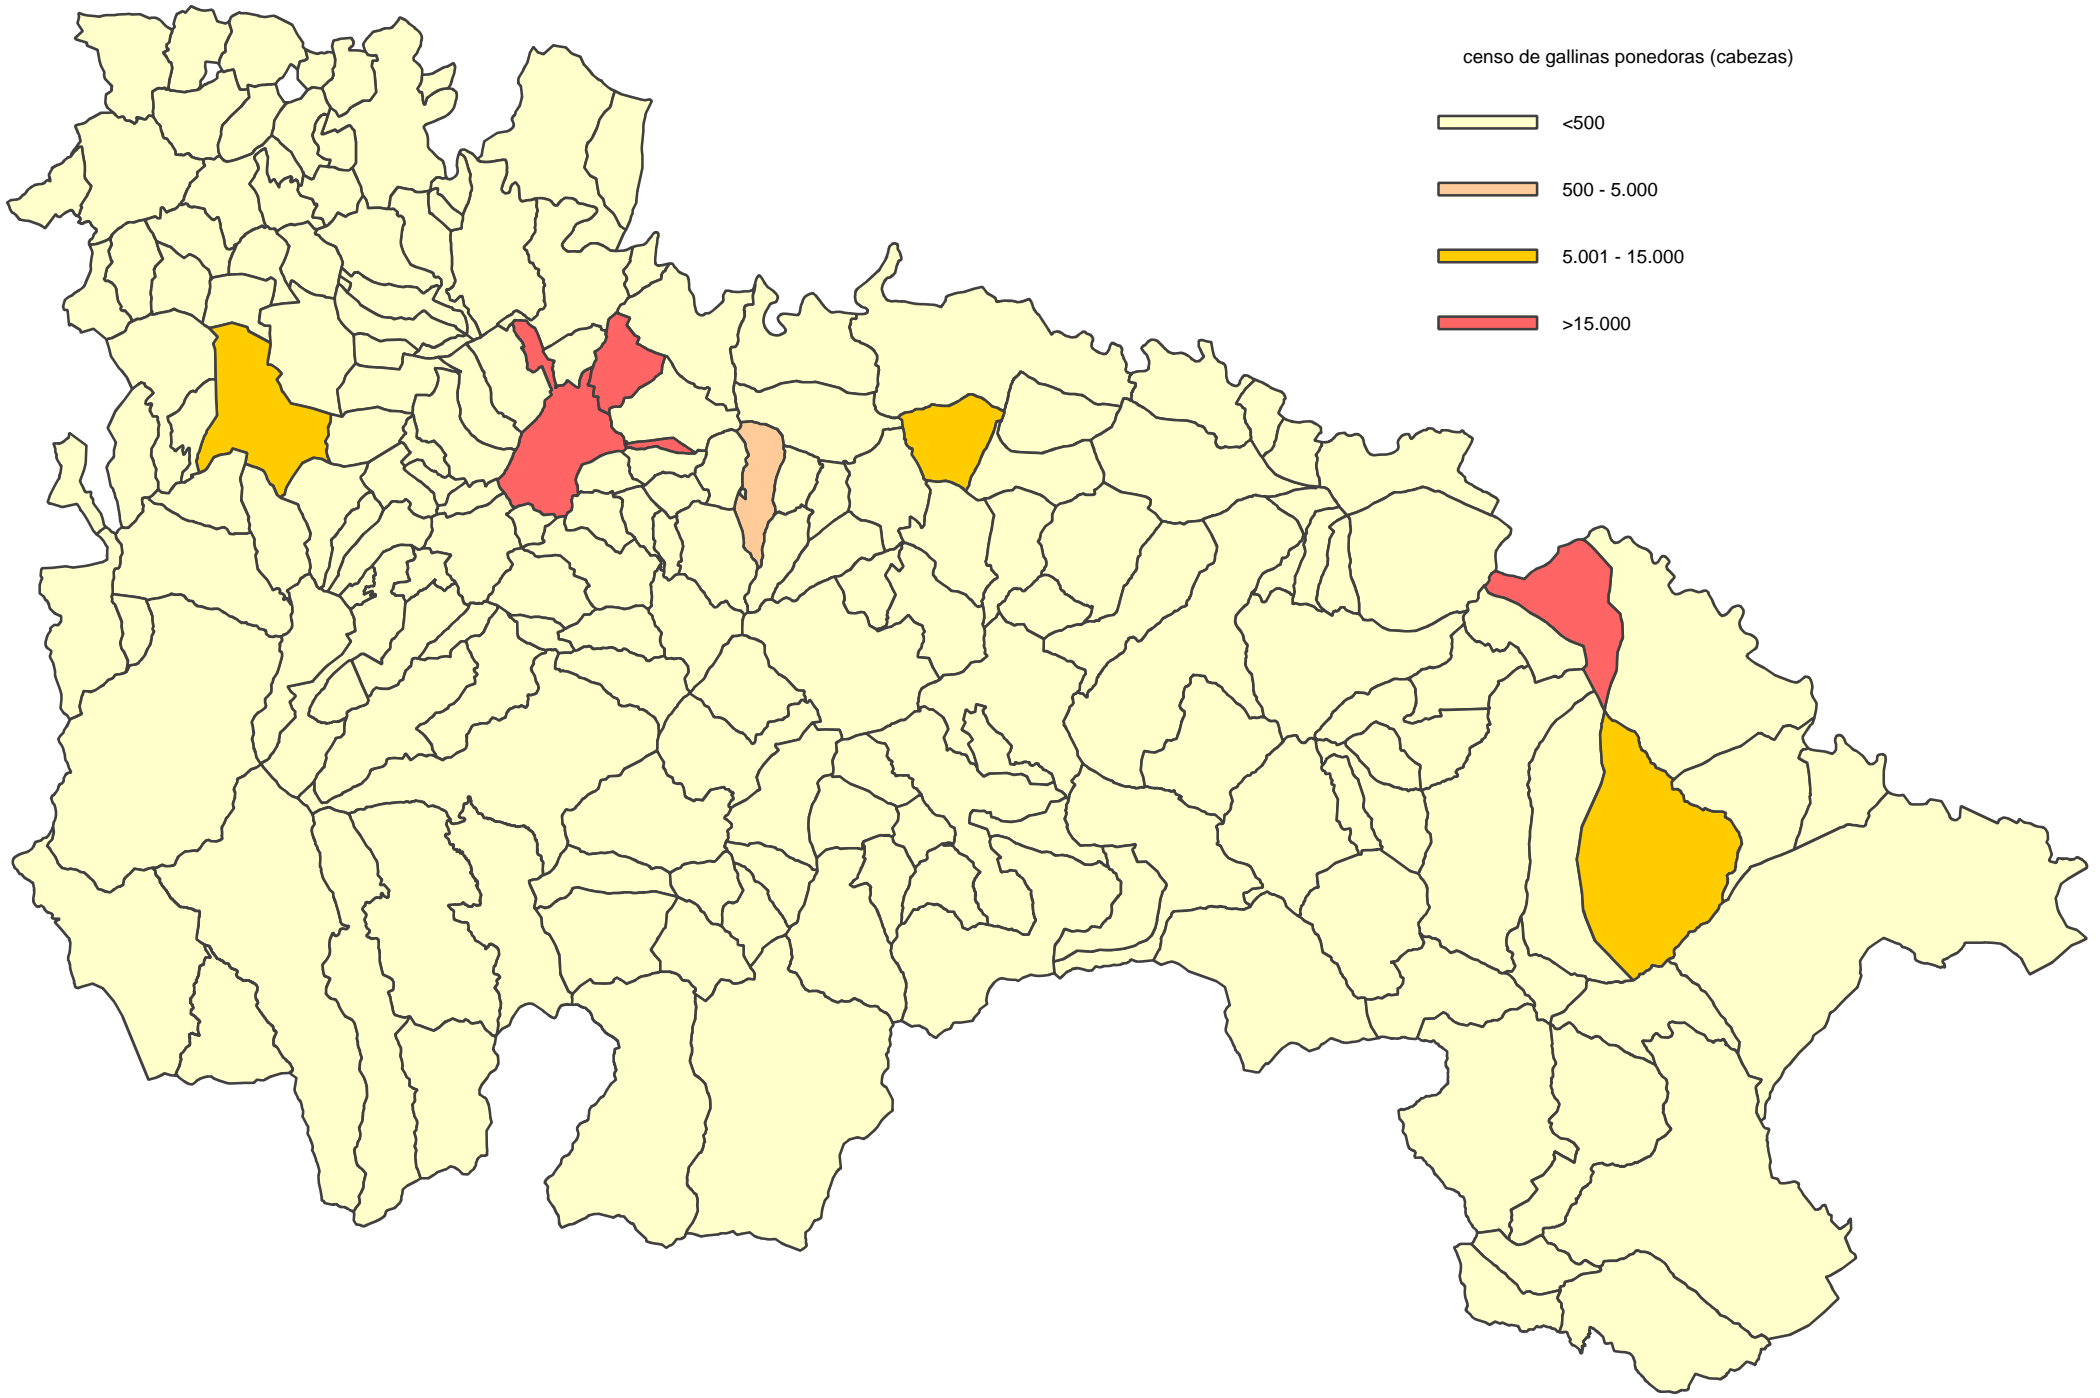 censo de gallinas ponedoras (cabezas)
<500
500 - 5.000
5.001 - 15.000
>15.000